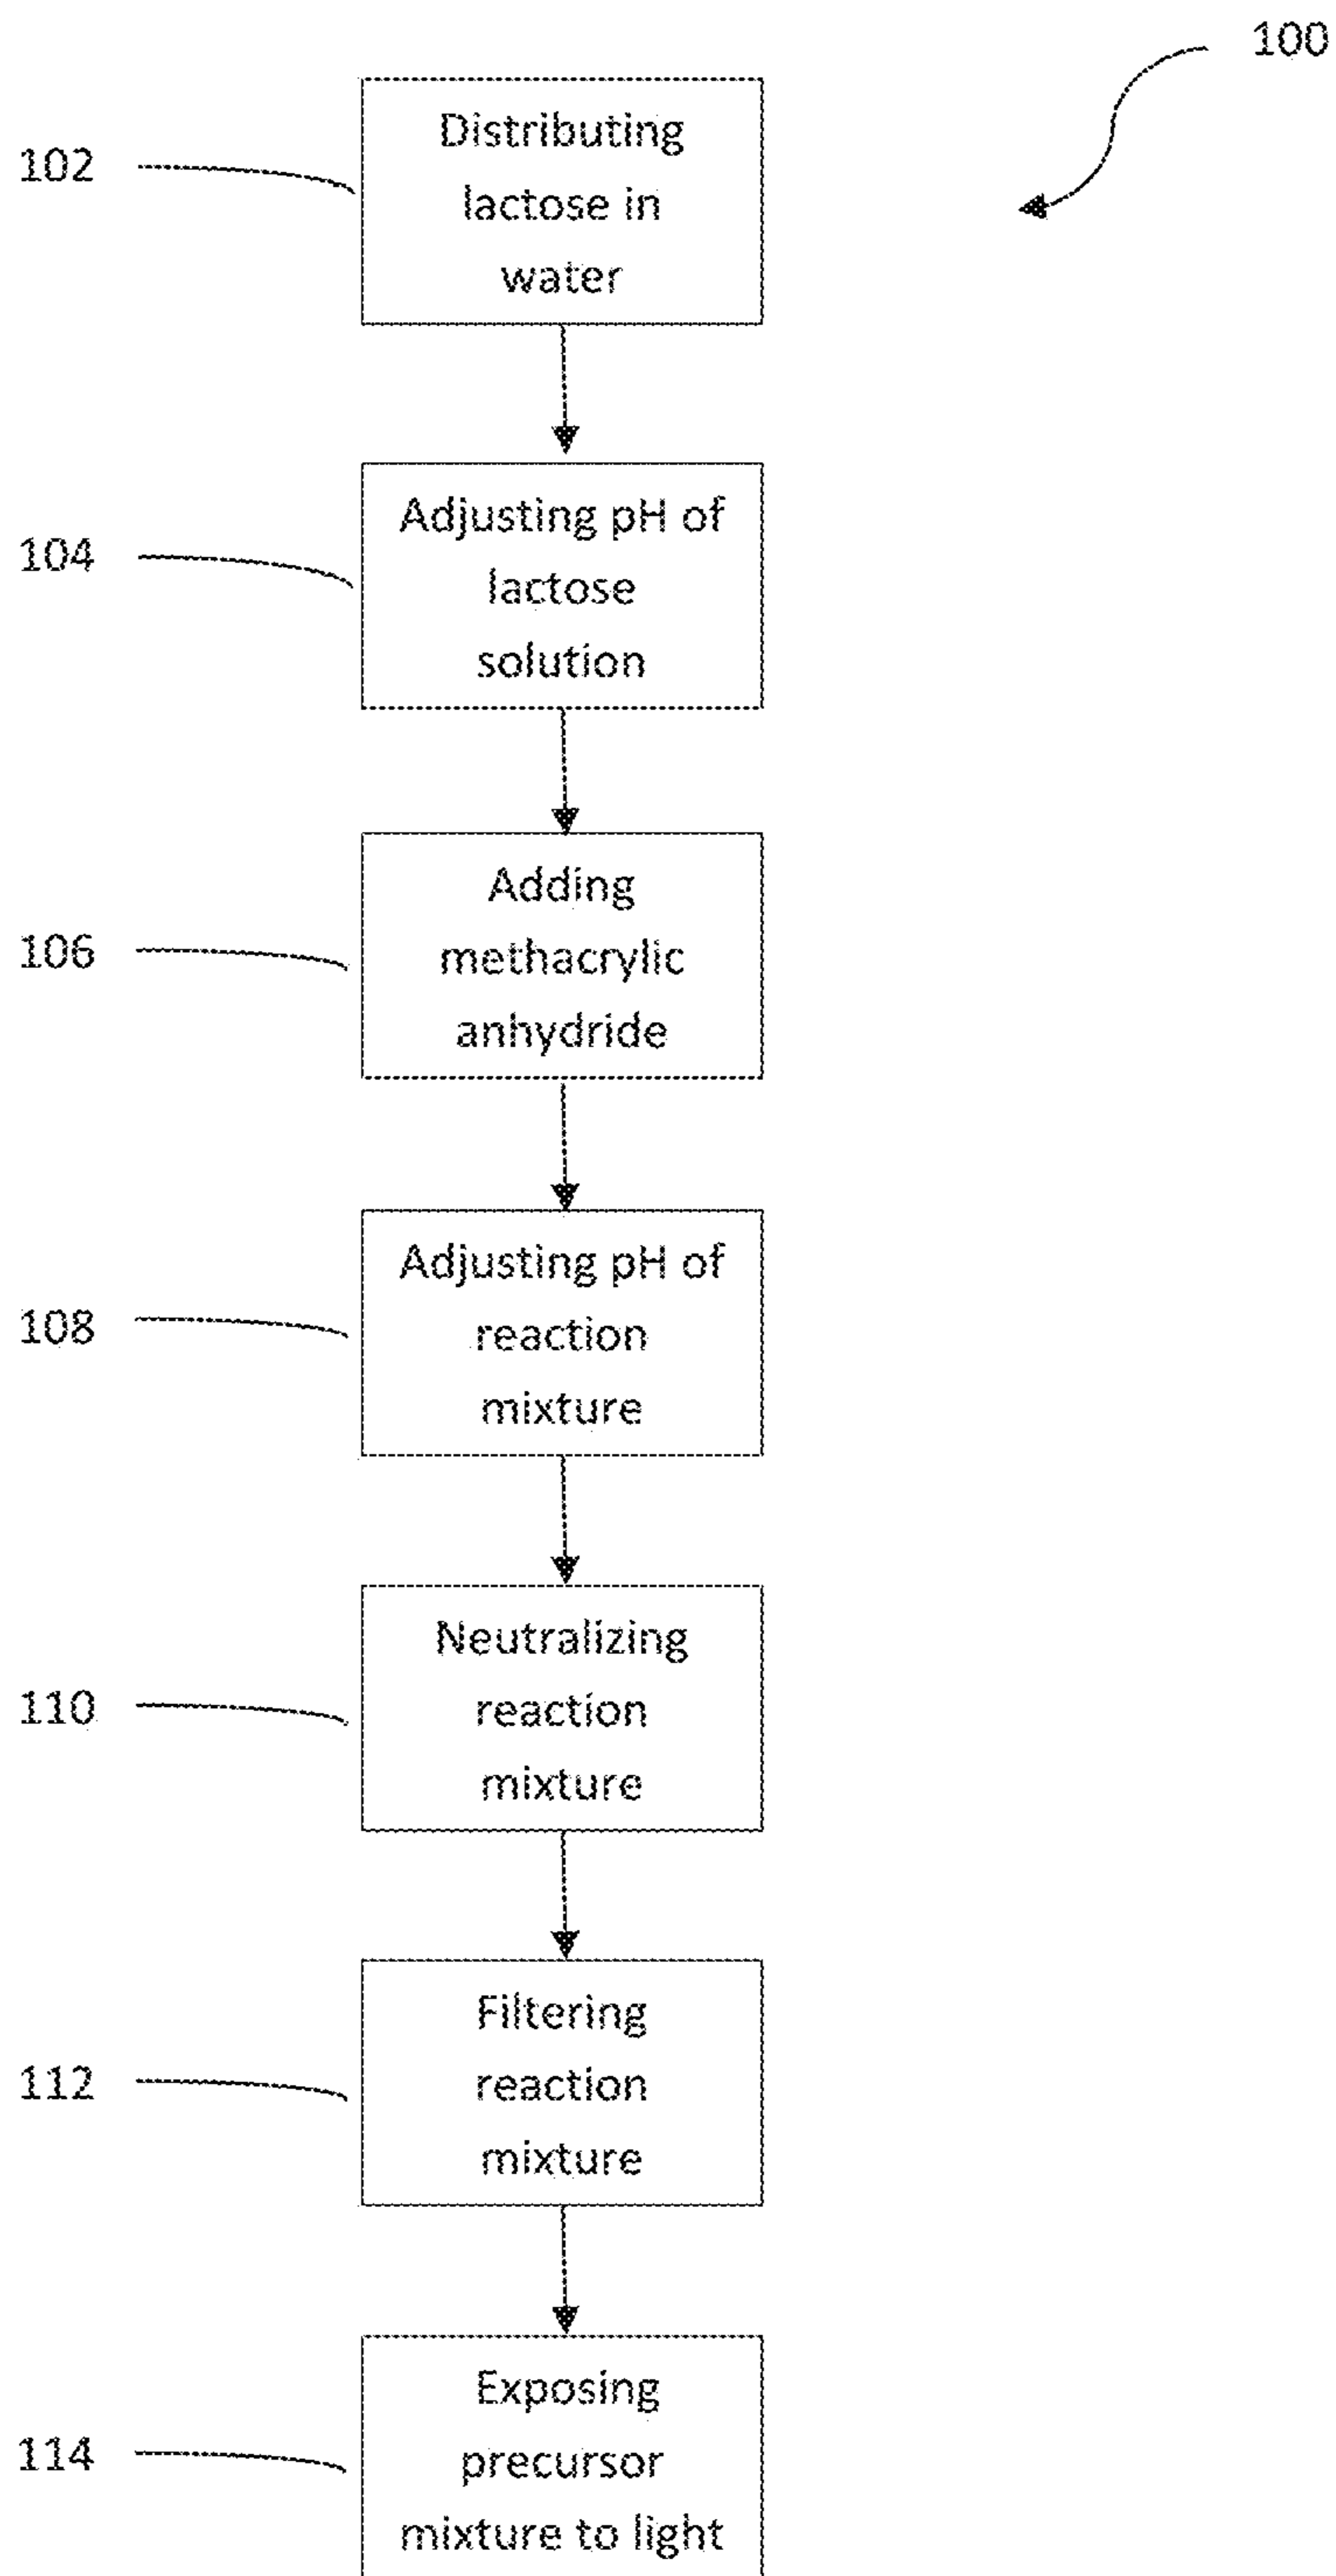 100
102
Distributing
lactose in
water
104
Adjusting pH of
lactose
solution
106
Adding
methacrylic
anhydride
108
Adjusting pH of
reaction
mixture
110
Neutralizing
reaction
mixture
112
Filtering
reaction
mixture
114
Exposing
precursor
mixture to light